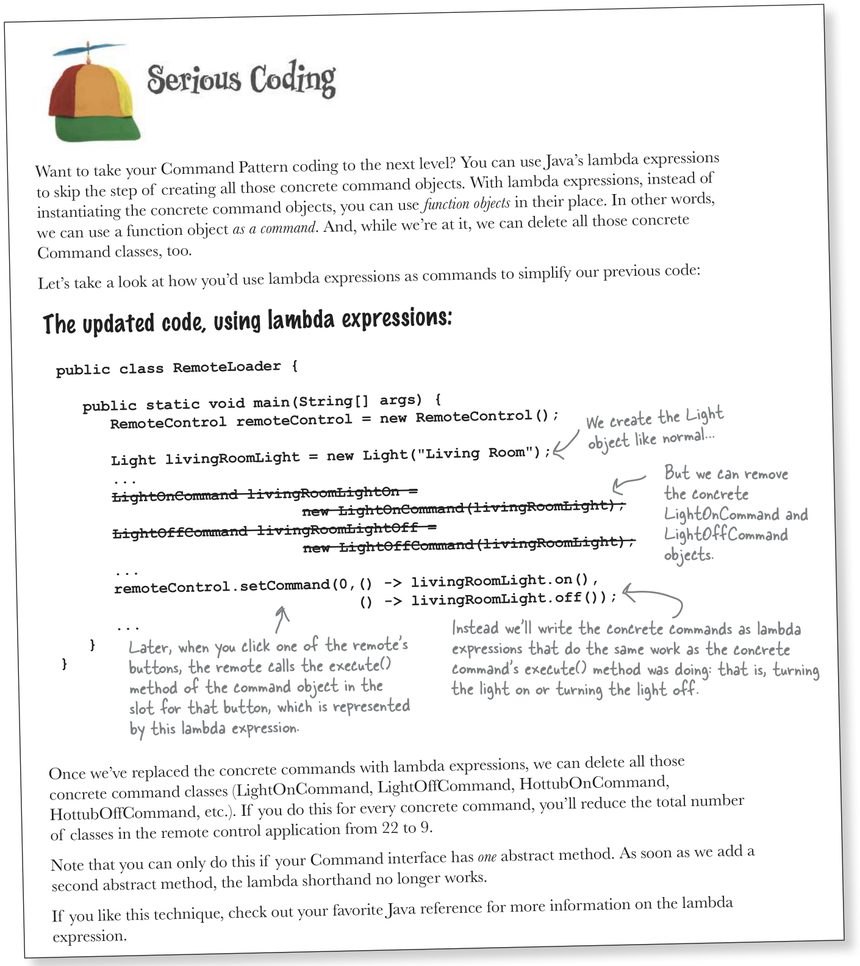 Serious Coding
Want to take your Command Pattern coding to the next level? You can use Java's lambda expressions
to skip the step of creating all those concrete command objects. With lambda expressions, instead of
instantiating the concrete command objects, you can use function objects in their place. In other words,
we can use a function object as a command. And, while we're at it, we can delete all those concrete
Command classes, too.
Let's take a look at how you'd use lambda expressions as commands to simplify our previous code:
The updated code, using lambda expressions:
public class RemoteLoader {
public static void main(String[] args) {
RemoteControl remoteControl = new RemoteControl();
Light livingRoomLight = new Light("Living Room");
We create the Light
object like normal...
...
LightOnCommand livingRoomLightOn =
new LightOnCommand(livingRoomLight);
LightOffCommand livingRoomLightOff =
new LightOffCommand(livingRoomLight);
But we can remove
the concrete
LightOnCommand and
LightOffCommand
objects.
...
remoteControl.setCommand(0,() -> livingRoomLight.on(),
() -> livingRoomLight.off());
...
}
}
Later, when you click one of the remote's
buttons, the remote calls the execute()
method of the command object in the
slot for that button, which is represented
by this lambda expression.
Instead we'll write the concrete commands as lambda
expressions that do the same work as the concrete
command's execute() method was doing: that is, turning
the light on or turning the light off.
Once we've replaced the concrete commands with lambda expressions, we can delete all those
concrete command classes (LightOnCommand, LightOffCommand, HottubOnCommand,
HottubOffCommand, etc.). If you do this for every concrete command, you'll reduce the total number
of classes in the remote control application from 22 to 9.
Note that you can only do this if your Command interface has one abstract method. As soon as we add a
second abstract method, the lambda shorthand no longer works.
If you like this technique, check out your favorite Java reference for more information on the lambda
expression.